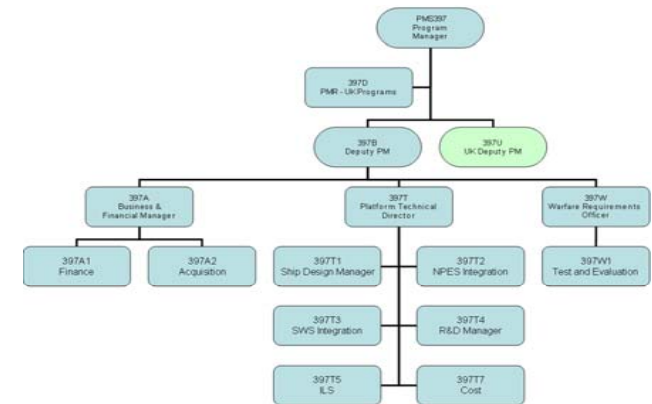 PMS397
Program
Manager
397D
PMR - UK Programs
397B
Deputy PM
397U
UK Deputy PM
397A
Business &
Financial Manager
397T
Platform Technical
Director
397W
Warfare Requirements
Officer
397A1
Finance
397A2
Acquisition
397T1
Ship Design Manager
397T2
NPES Integration
397W1
Test and Evaluation
397T3
SWS Integration
397T4
R&D Manager
397T5
ILS
397T7
Cost